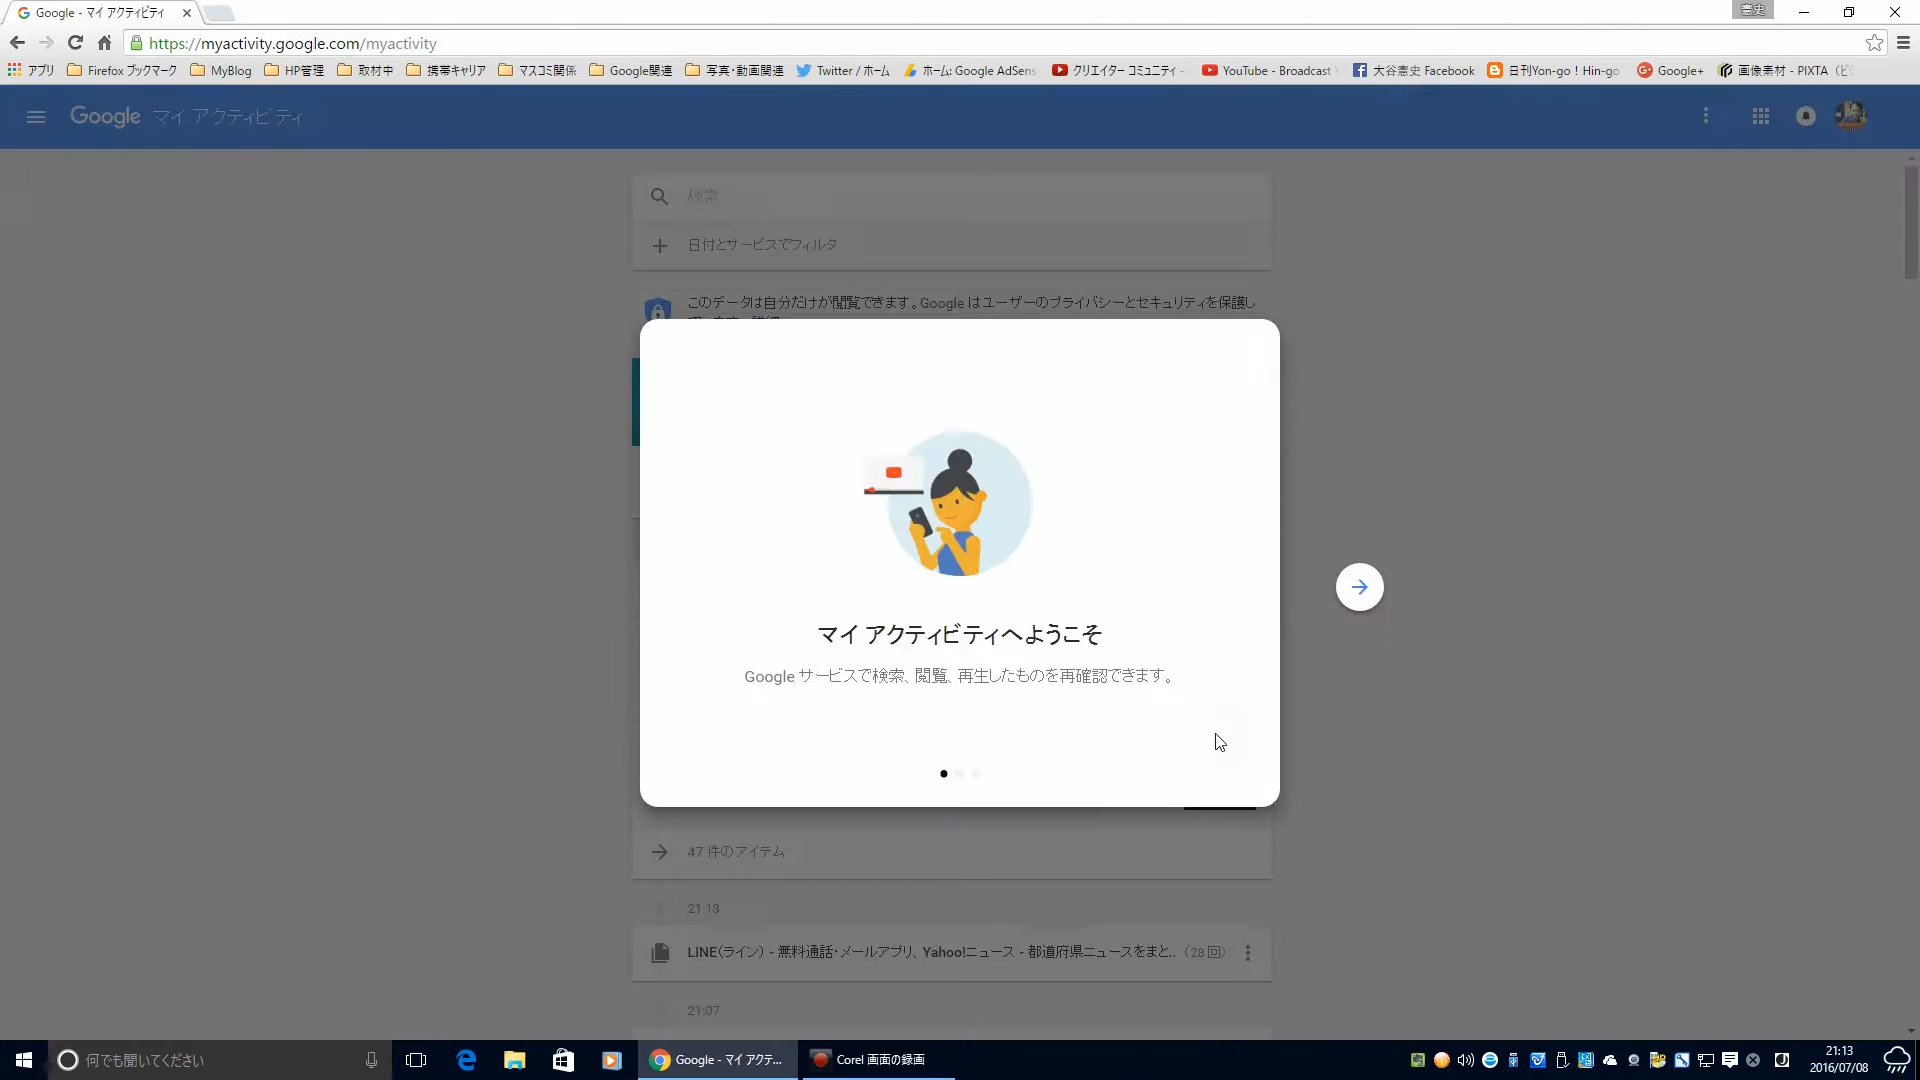 Google - マイ アクティビティ
憲史
https://myactivity.google.com/myactivity
アプリ
Firefox ブックマーク
MyBlog
HP管理
取材中
携帯キャリア
マスコミ関係
Google関連
写真・動画関連
Twitter / ホーム
ホーム: Google AdSens
クリエイター コミュニティ -
YouTube - Broadcast
大谷憲史 Facebook
日刊Yon-go！Hin-go
Google+
画像素材 - PIXTA（ピ
Google マイ アクティビティ
検索
日付とサービスでフィルタ
このデータは自分だけが閲覧できます。Google はユーザーのプライバシーとセキュリティを保護し
マイ アクティビティへようこそ
Google サービスで検索、閲覧、再生したものを再確認できます。
47 件のアイテム
21:13
LINE（ライン） - 無料通話・メールアプリ、Yahoo!ニュース - 都道府県ニュースをまと..（28 回）
21:07
何でも聞いてください
Google - マイ アクテ...
Corel 画面の録画
21:13
2016/07/08